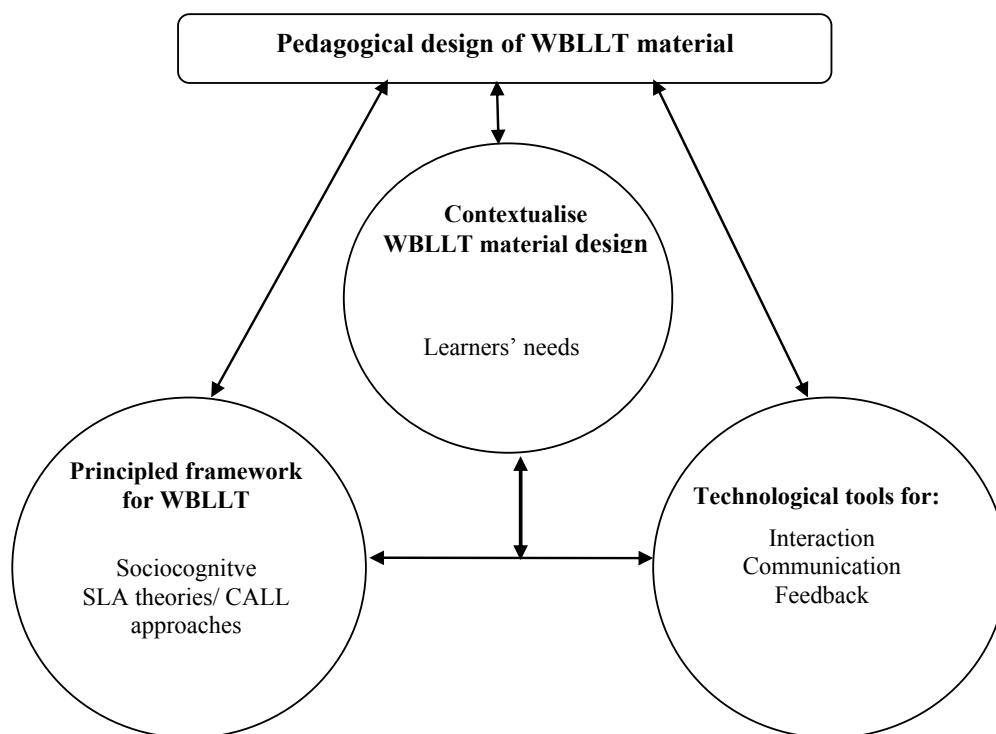 Pedagogical design of WBLLT material
Contextualise
WBLLT material design
Learners’ needs
Principled framework
for WBLLT
Sociocognitve
SLA theories/ CALL
approaches
Technological tools for:
Interaction
Communication
Feedback